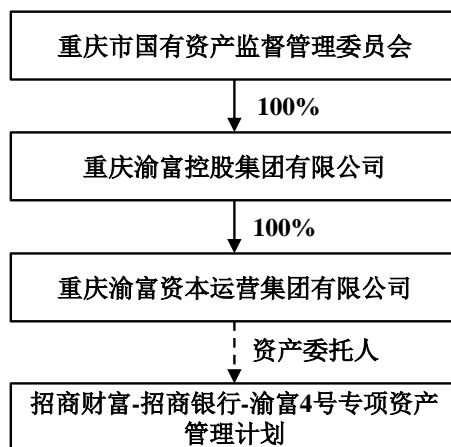 重庆市国有资产监督管理委员会
100%
重庆渝富控股集团有限公司
100%
重庆渝富资本运营集团有限公司
资产委托人
招商财富-招商银行-渝富4号专项资产
管理计划